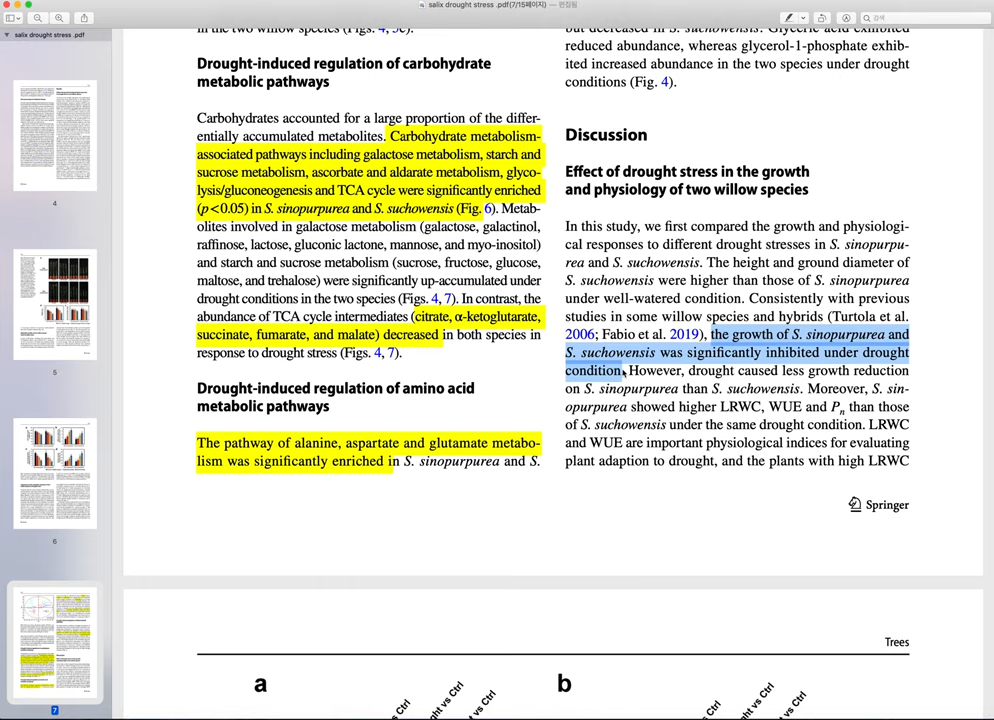 salix drought stress .pdf(7/15페이지) — 편집됨
검색
salix drought stress .pdf
4
5
6
7
in the two willow species (Figs. 4, 5c).
Drought-induced regulation of carbohydrate
metabolic pathways
Carbohydrates accounted for a large proportion of the differ-
entially accumulated metabolites. Carbohydrate metabolism-
associated pathways including galactose metabolism, starch and
sucrose metabolism, ascorbate and aldarate metabolism, glyco-
lysis/gluconeogenesis and TCA cycle were significantly enriched
(p<0.05) in S. sinopurpurea and S. suchowensis (Fig. 6). Metab-
olites involved in galactose metabolism (galactose, galactinol,
raffinose, lactose, gluconic lactone, mannose, and myo-inositol)
and starch and sucrose metabolism (sucrose, fructose, glucose,
maltose, and trehalose) were significantly up-accumulated under
drought conditions in the two species (Figs. 4, 7). In contrast, the
abundance of TCA cycle intermediates (citrate, α-ketoglutarate,
succinate, fumarate, and malate) decreased in both species in
response to drought stress (Figs. 4, 7).
Drought-induced regulation of amino acid
metabolic pathways
The pathway of alanine, aspartate and glutamate metabo-
lism was significantly enriched in S. sinopurpurea and S.
but decreased in S. suchowensis. Glyceric acid exhibited
reduced abundance, whereas glycerol-1-phosphate exhib-
ited increased abundance in the two species under drought
conditions (Fig. 4).
Discussion
Effect of drought stress in the growth
and physiology of two willow species
In this study, we first compared the growth and physiologi-
cal responses to different drought stresses in S. sinopurpu-
rea and S. suchowensis. The height and ground diameter of
S. suchowensis were higher than those of S. sinopurpurea
under well-watered condition. Consistently with previous
studies in some willow species and hybrids (Turtola et al.
2006; Fabio et al. 2019), the growth of S. sinopurpurea and
S. suchowensis was significantly inhibited under drought
condition. However, drought caused less growth reduction
on S. sinopurpurea than S. suchowensis. Moreover, S. sin-
opurpurea showed higher LRWC, WUE and Pn than those
of S. suchowensis under the same drought condition. LRWC
and WUE are important physiological indices for evaluating
plant adaption to drought, and the plants with high LRWC
Springer
Trees
a
b
vs Ctrl
vs Ctrl
vs Ctrl
vs Ctrl